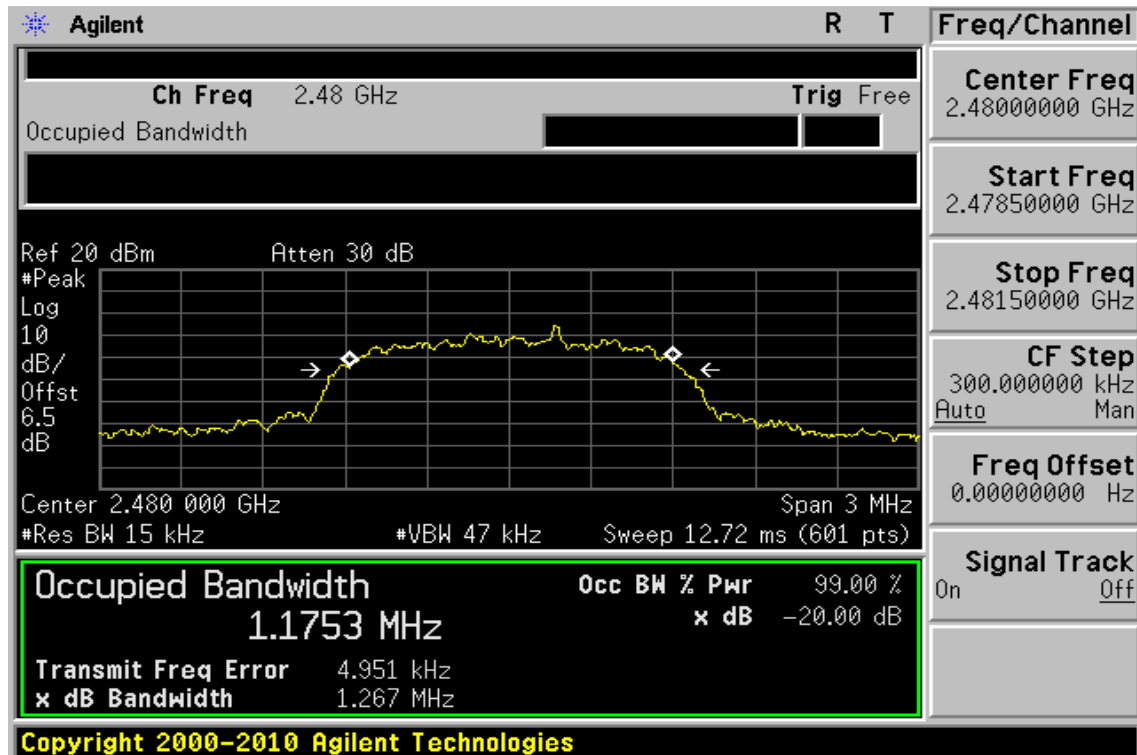 Agilent R T
Freq/Channel
Ch Freq 2.48 GHz Trig Free
Occupied Bandwidth
Center Freq
2.48000000 GHz
Start Freq
2.47850000 GHz
Stop Freq
2.48150000 GHz
CF Step
300.000000 kHz
Auto Man
Freq Offset
0.00000000 Hz
Signal Track
On Off
Ref 20 dBm Atten 30 dB
#Peak
Log
10
dB/
Offst
6.5
dB
Center 2.480 000 GHz Span 3 MHz
#Res BW 15 kHz #VBW 47 kHz Sweep 12.72 ms (601 pts)
Occupied Bandwidth Occ BW % Pwr 99.00 %
1.1753 MHz x dB -20.00 dB
Transmit Freq Error 4.951 kHz
x dB Bandwidth 1.267 MHz
Copyright 2000-2010 Agilent Technologies